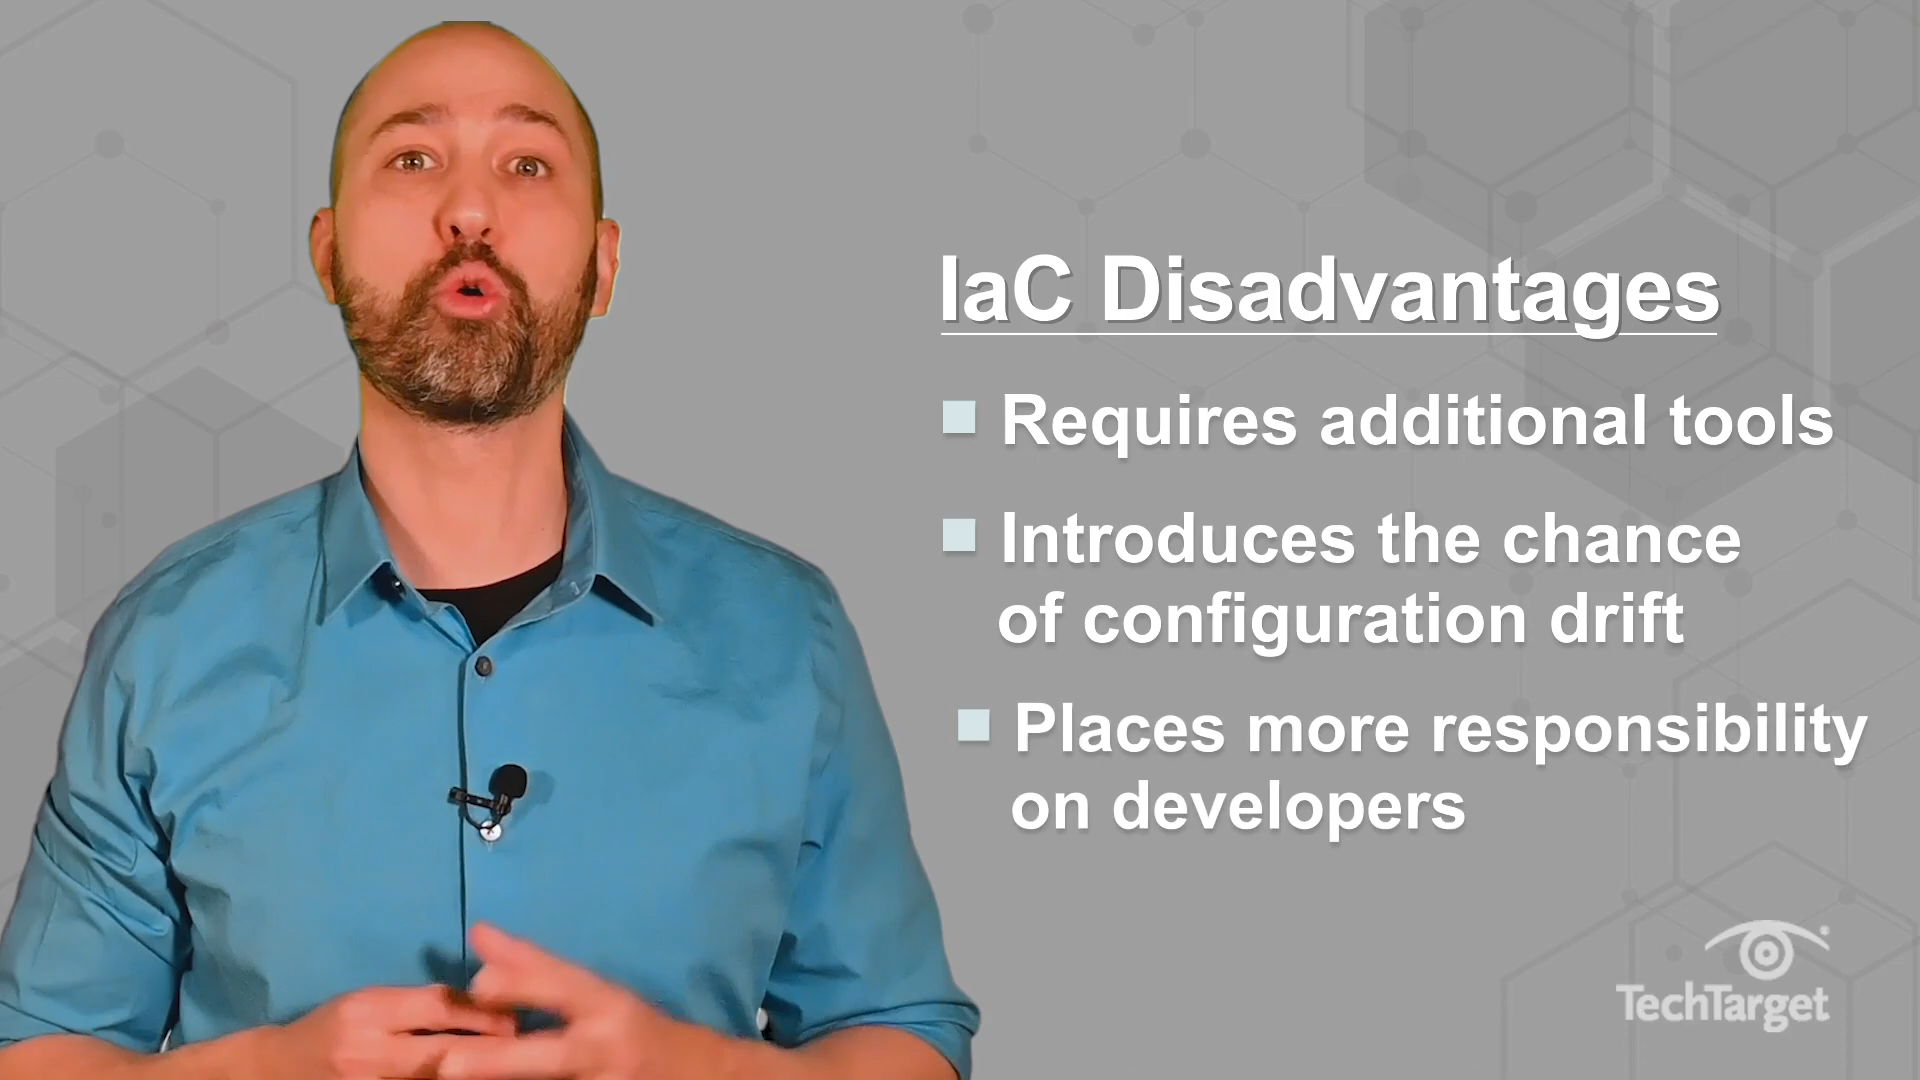 IaC Disadvantages
Requires additional tools
Introduces the chance
of configuration drift
Places more responsibility
on developers
TechTarget